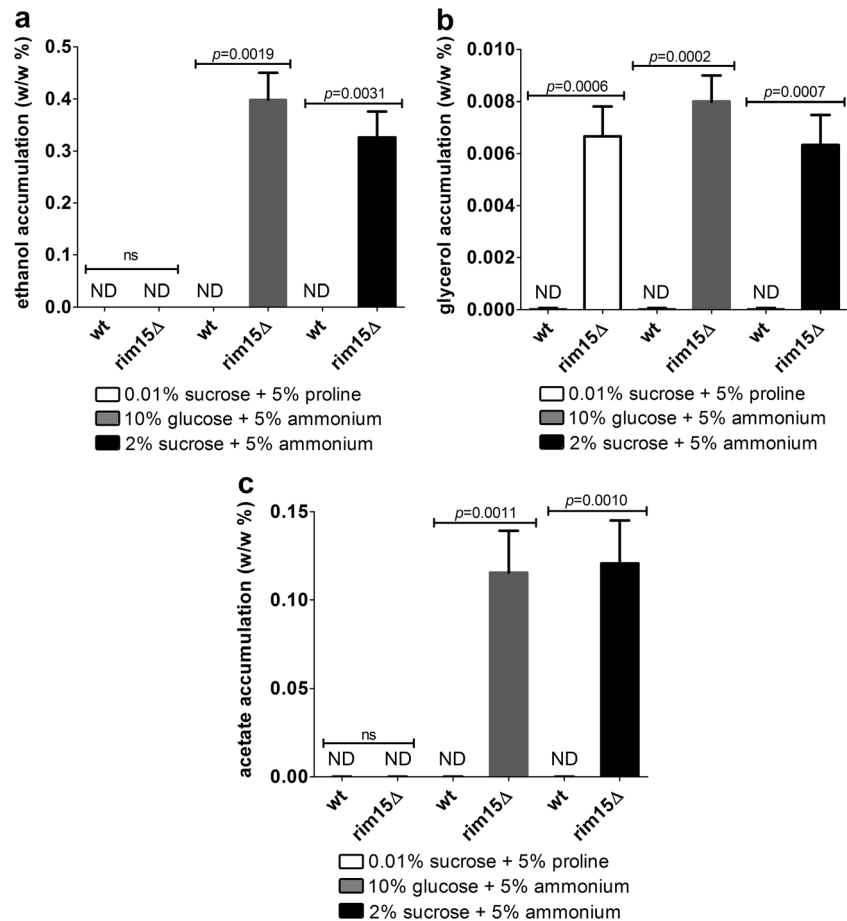 a
ethanol accumulation (w/w %)
0.5
0.4
0.3
0.2
0.1
0.0
p=0.0019
p=0.0031
ns
ND ND ND ND
wt rim15Δ wt rim15Δ wt rim15Δ
0.01% sucrose + 5% proline
10% glucose + 5% ammonium
2% sucrose + 5% ammonium
b
glycerol accumulation (w/w %)
0.010
0.008
0.006
0.004
0.002
0.000
p=0.0006
p=0.0002
p=0.0007
ND ND ND
wt rim15Δ wt rim15Δ wt rim15Δ
0.01% sucrose + 5% proline
10% glucose + 5% ammonium
2% sucrose + 5% ammonium
c
acetate accumulation (w/w %)
0.15
0.10
0.05
0.00
p=0.0011
p=0.0010
ns
ND ND ND ND
wt rim15Δ wt rim15Δ wt rim15Δ
0.01% sucrose + 5% proline
10% glucose + 5% ammonium
2% sucrose + 5% ammonium